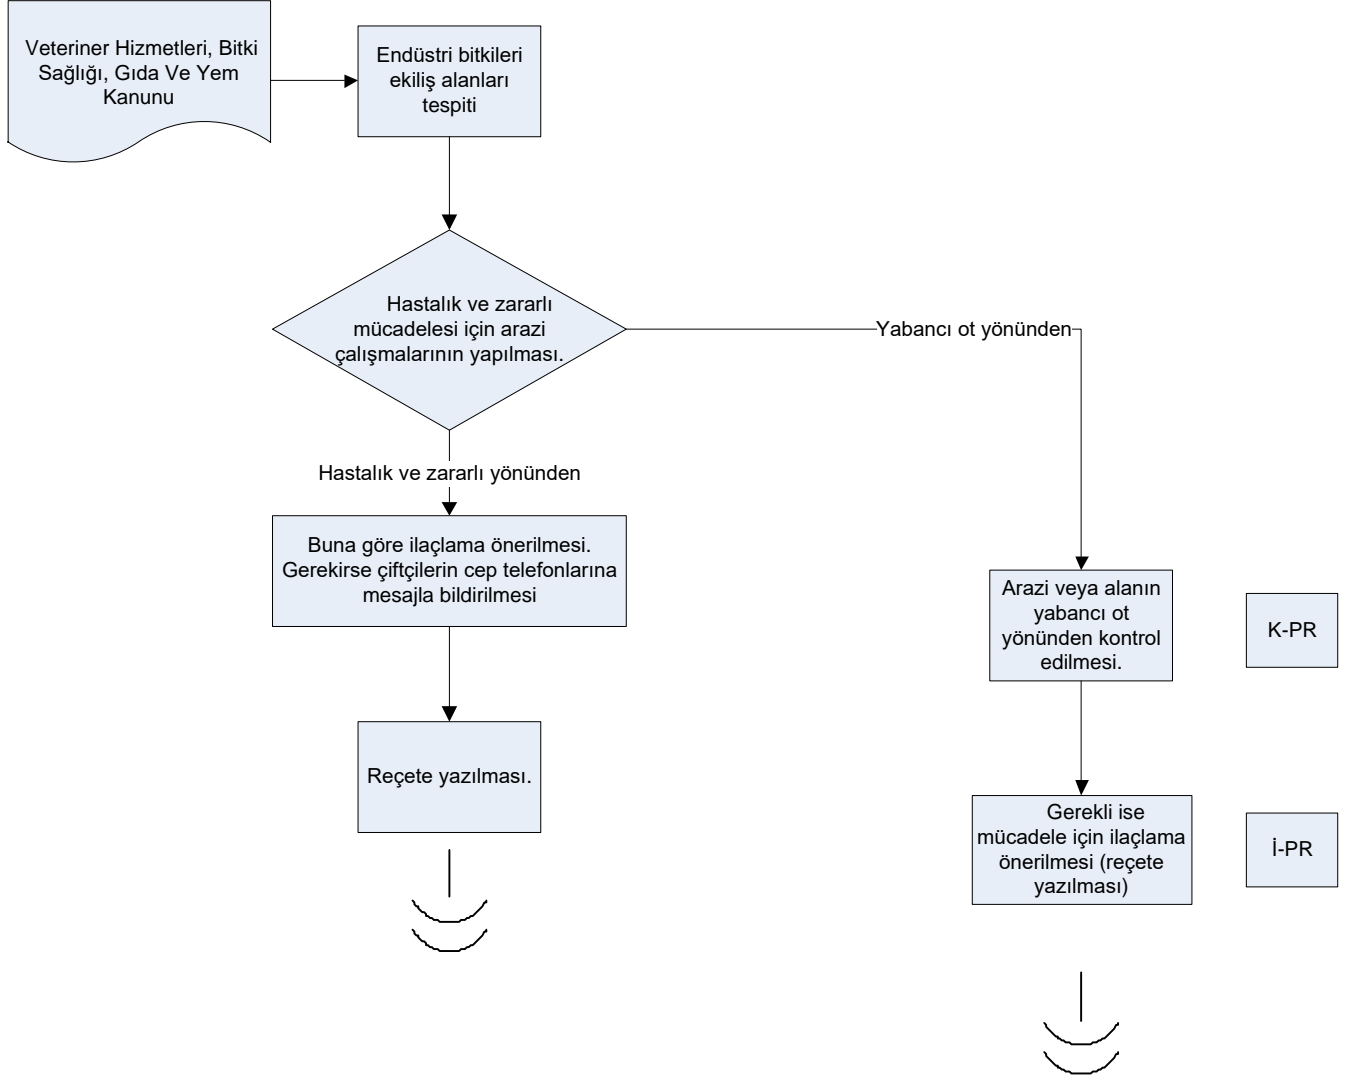 Veteriner Hizmetleri, Bitki
Sağlığı, Gıda Ve Yem
Kanunu
Endüstri bitkileri
ekiliş alanları
tespiti
Hastalık ve zararlı
mücadelesi için arazi
çalışmalarının yapılması.
Yabancı ot yönünden
Hastalık ve zararlı yönünden
Buna göre ilaçlama önerilmesi.
Gerekirse çiftçilerin cep telefonlarına
mesajla bildirilmesi
Arazi veya alanın
yabancı ot
yönünden kontrol
edilmesi.
K-PR
Reçete yazılması.
Gerekli ise
mücadele için ilaçlama
önerilmesi (reçete
yazılması)
İ-PR